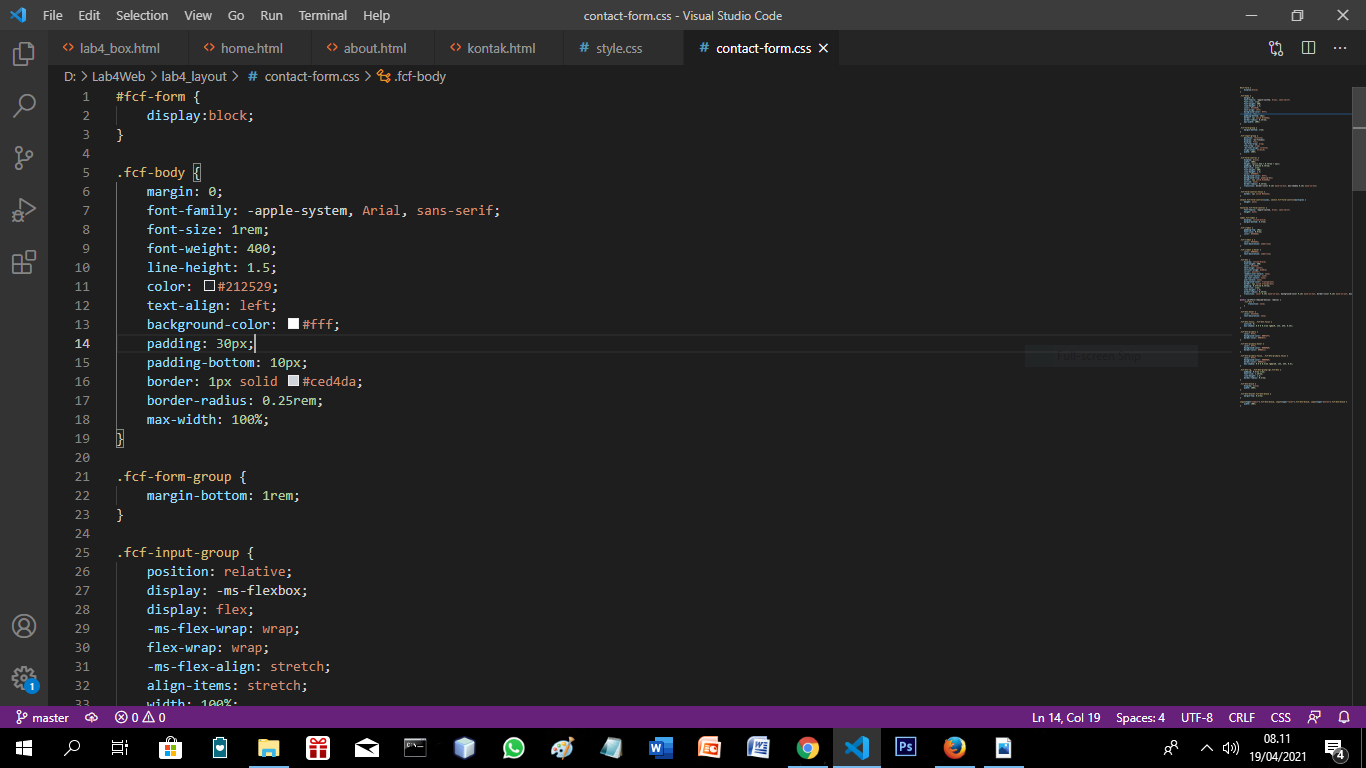 File Edit Selection View Go Run Terminal Help contact-form.css - Visual Studio Code
lab4_box.html home.html about.html kontak.html # style.css # contact-form.css
D: > Lab4Web > lab4_layout > # contact-form.css > .fcf-body
1 #fcf-form {
2 display:block;
3 }
4
5 .fcf-body {
6 margin: 0;
7 font-family: -apple-system, Arial, sans-serif;
8 font-size: 1rem;
9 font-weight: 400;
10 line-height: 1.5;
11 color: #212529;
12 text-align: left;
13 background-color: #fff;
14 padding: 30px;
Full-screen Snip
15 padding-bottom: 10px;
16 border: 1px solid #ced4da;
17 border-radius: 0.25rem;
18 max-width: 100%;
19 }
20
21 .fcf-form-group {
22 margin-bottom: 1rem;
23 }
24
25 .fcf-input-group {
26 position: relative;
27 display: -ms-flexbox;
28 display: flex;
29 -ms-flex-wrap: wrap;
30 flex-wrap: wrap;
31 -ms-flex-align: stretch;
32 align-items: stretch;
33 width: 100%;
1
master 0 0 Ln 14, Col 19 Spaces: 4 UTF-8 CRLF CSS
08.11
19/04/2021
4